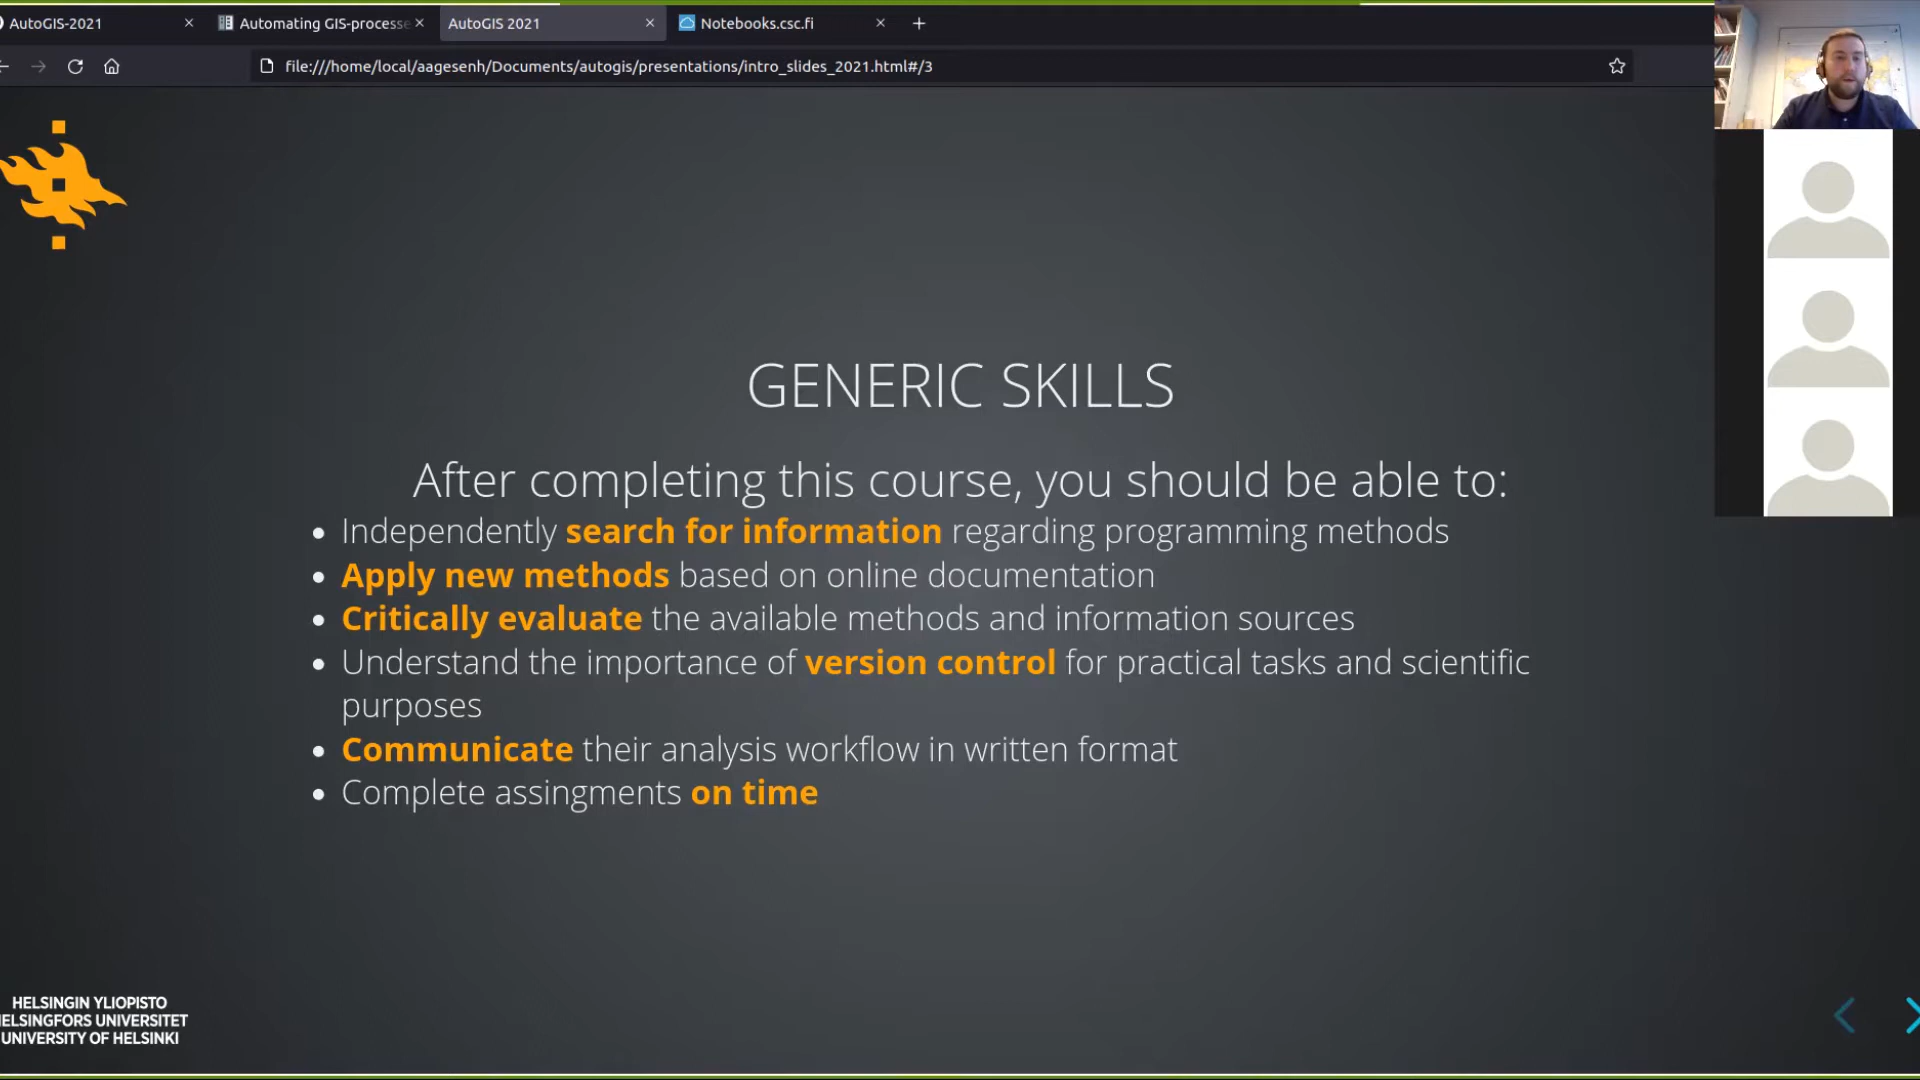 AutoGIS-2021
Automating GIS-processe
AutoGIS 2021
Notebooks.csc.fi
file:///home/local/aagesenh/Documents/autogis/presentations/intro_slides_2021.html#/3
GENERIC SKILLS
After completing this course, you should be able to:
Independently search for information regarding programming methods
Apply new methods based on online documentation
Critically evaluate the available methods and information sources
Understand the importance of version control for practical tasks and scientific
purposes
Communicate their analysis workflow in written format
Complete assingments on time
HELSINGIN YLIOPISTO
ELSINGFORS UNIVERSITET
UNIVERSITY OF HELSINKI